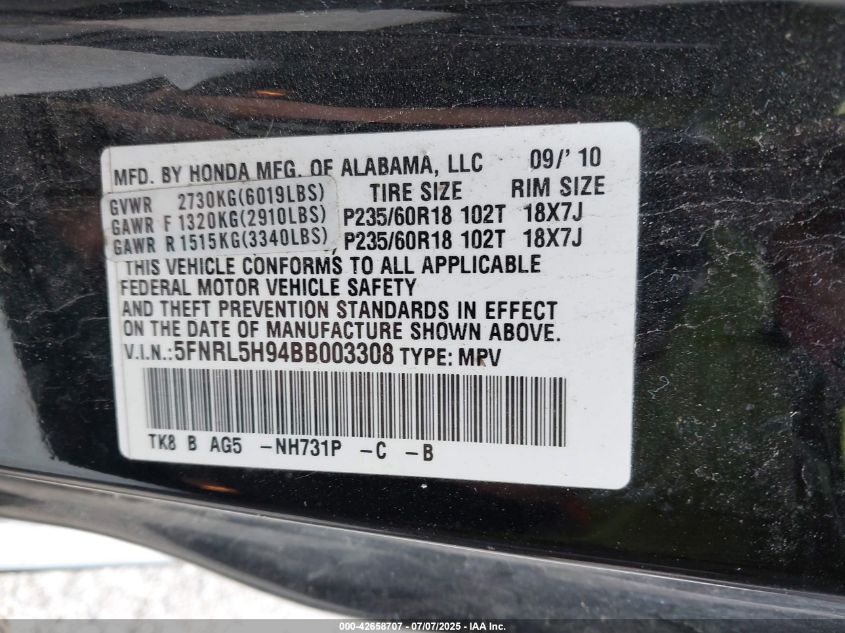 MFD. BY HONDA MFG. OF ALABAMA, LLC 09/' 10
GVWR 2730KG(6019LBS) TIRE SIZE RIM SIZE
GAWR F 1320KG(2910LBS) P235/60R18 102T 18X7J
GAWR R 1515KG(3340LBS) P235/60R18 102T 18X7J
THIS VEHICLE CONFORMS TO ALL APPLICABLE
FEDERAL MOTOR VEHICLE SAFETY
AND THEFT PREVENTION STANDARDS IN EFFECT
ON THE DATE OF MANUFACTURE SHOWN ABOVE.
V.I.N.: 5FNRL5H94BB003308 TYPE: MPV
TK8 B AG5 -NH731P -C -B
000-42658707 - 07/07/2025 - IAA Inc.